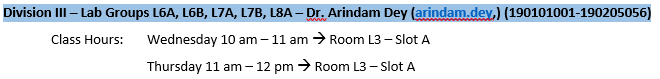 Division III – Lab Groups L6A, L6B, L7A, L7B, L8A – Dr. Arindam Dey (arindam.dey,) (190101001-190205056)
Class Hours: Wednesday 10 am – 11 am → Room L3 – Slot A
Thursday 11 am – 12 pm → Room L3 – Slot A